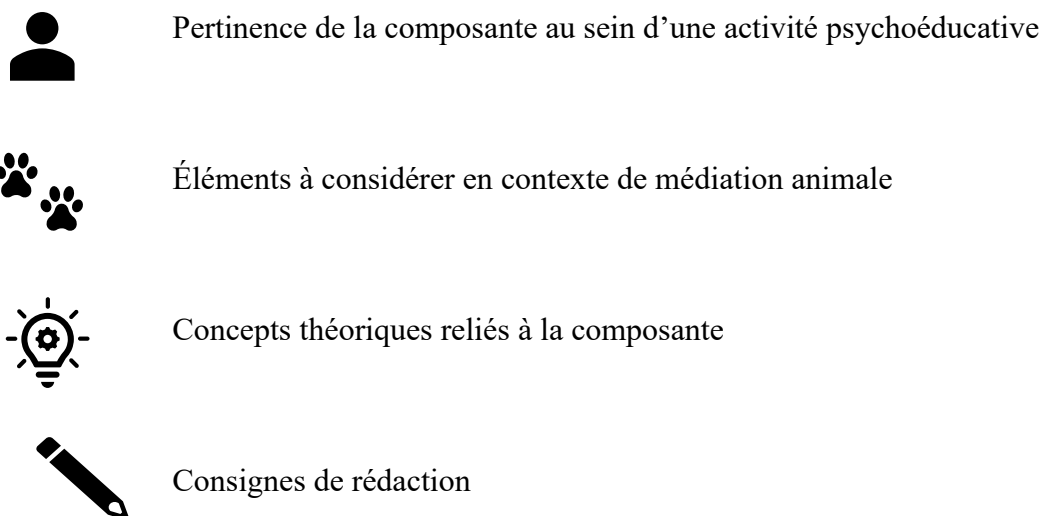 Pertinence de la composante au sein d’une activité psychoéducative
Éléments à considérer en contexte de médiation animale
Concepts théoriques reliés à la composante
Consignes de rédaction